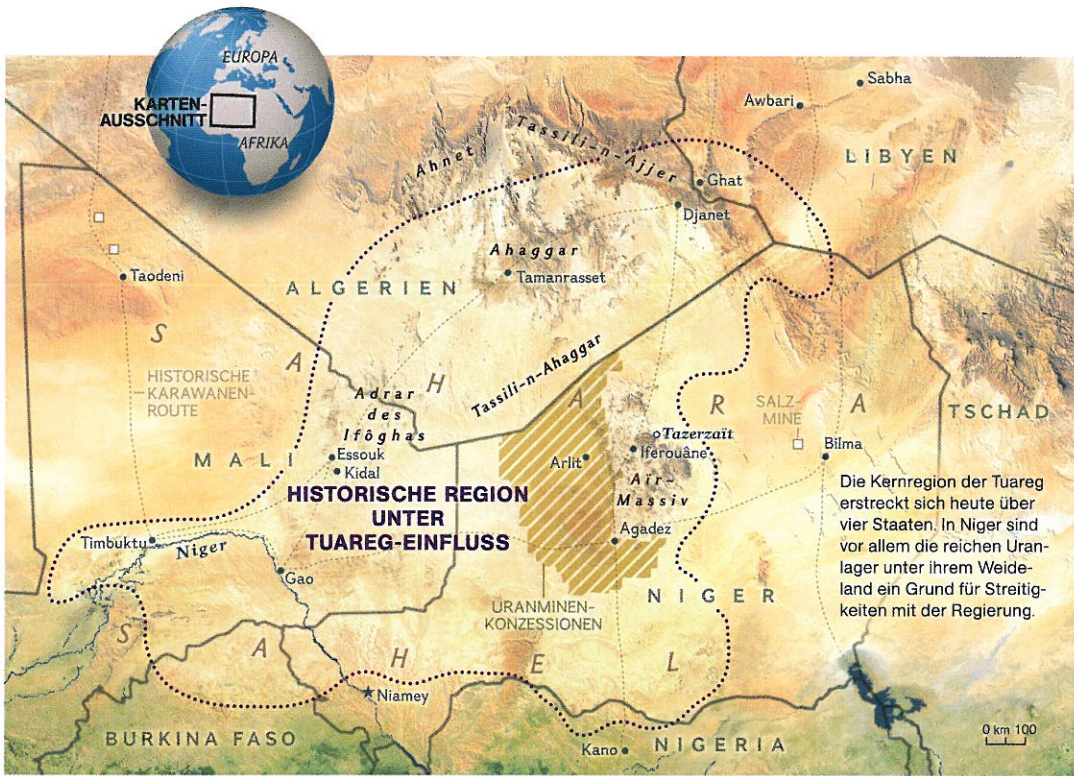 EUROPA
KARTEN-
AUSSCHNITT
AFRIKA
Sabha
Awbari
LIBYEN
Tassili-n-Ajjer
Ahnet
Ghat
Djanet
Ahaggar
Tamanrasset
Taodeni
ALGERIEN
SAHARA
Tassili-n-Ahaggar
HISTORISCHE
KARAWANEN-
ROUTE
Adrar
des
Ifôghas
SALZ-
MINE
TSCHAD
Tazerzaït
Iferouâne
Bilma
Essouk
Kidal
MALI
Arlit
Aïr-
Massiv
HISTORISCHE REGION
UNTER
TUAREG-EINFLUSS
Agadez
Die Kernregion der Tuareg
erstreckt sich heute über
vier Staaten. In Niger sind
vor allem die reichen Uran-
lager unter ihrem Weide-
land ein Grund für Streitig-
keiten mit der Regierung.
Timbuktu
Niger
Gao
URANMINEN-
KONZESSIONEN
NIGER
SAHEL
Niamey
BURKINA FASO
Kano
NIGERIA
0 km 100